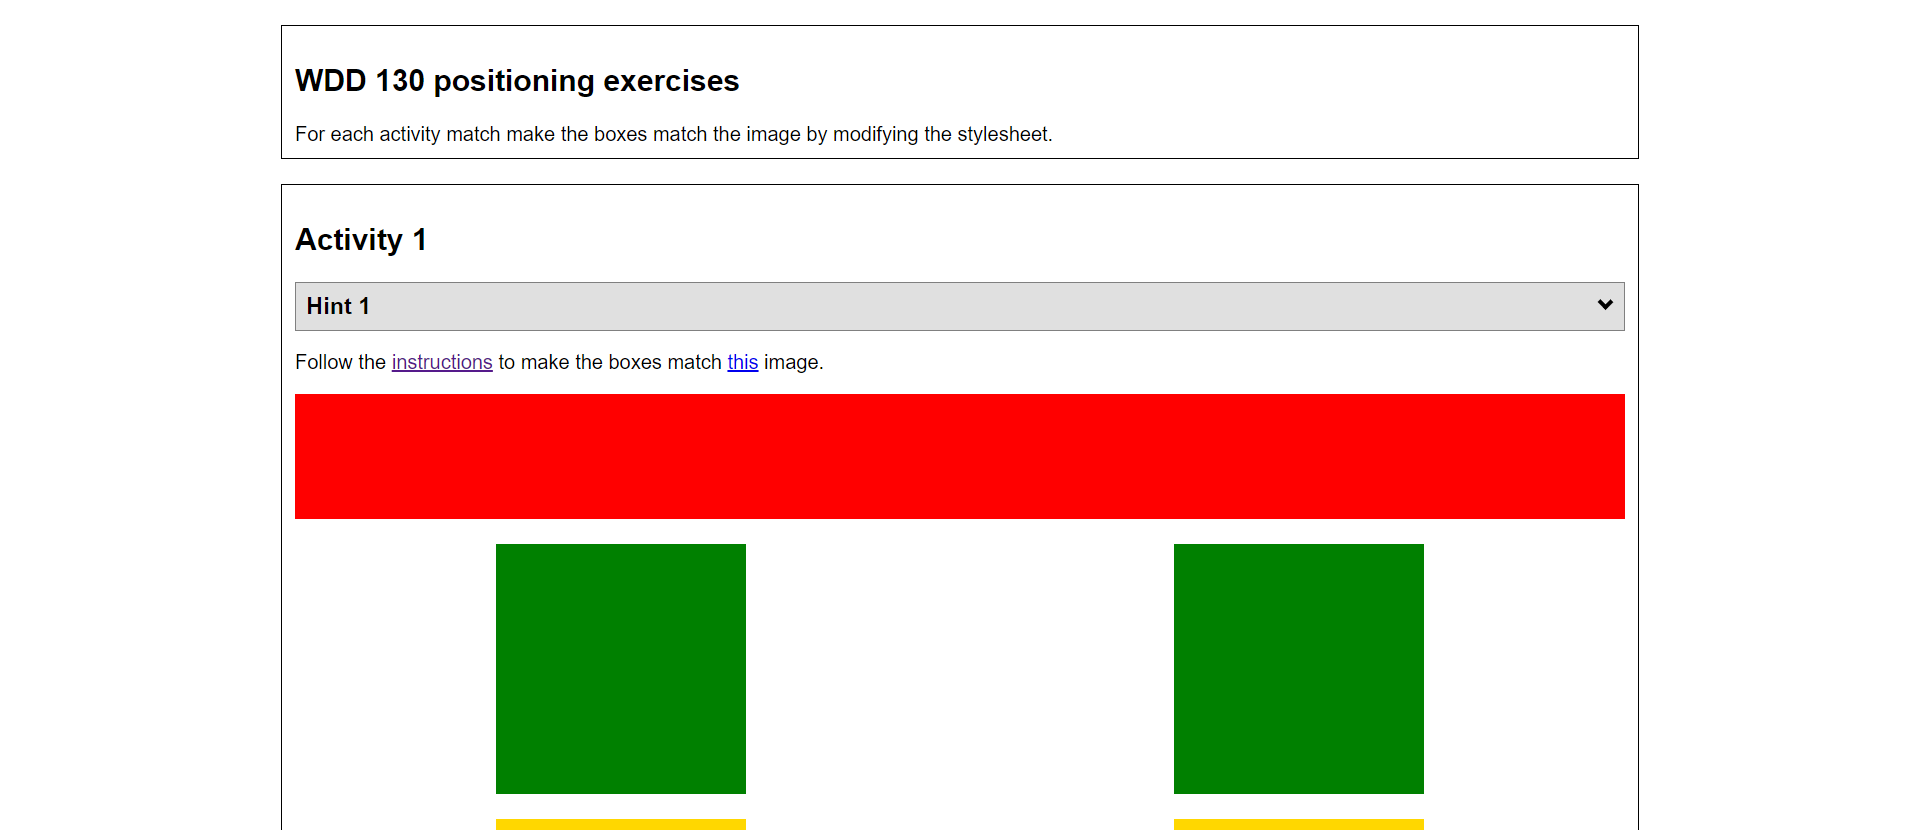 WDD 130 positioning exercises
For each activity match make the boxes match the image by modifying the stylesheet.
Activity 1
Hint 1
Follow the instructions to make the boxes match this image.